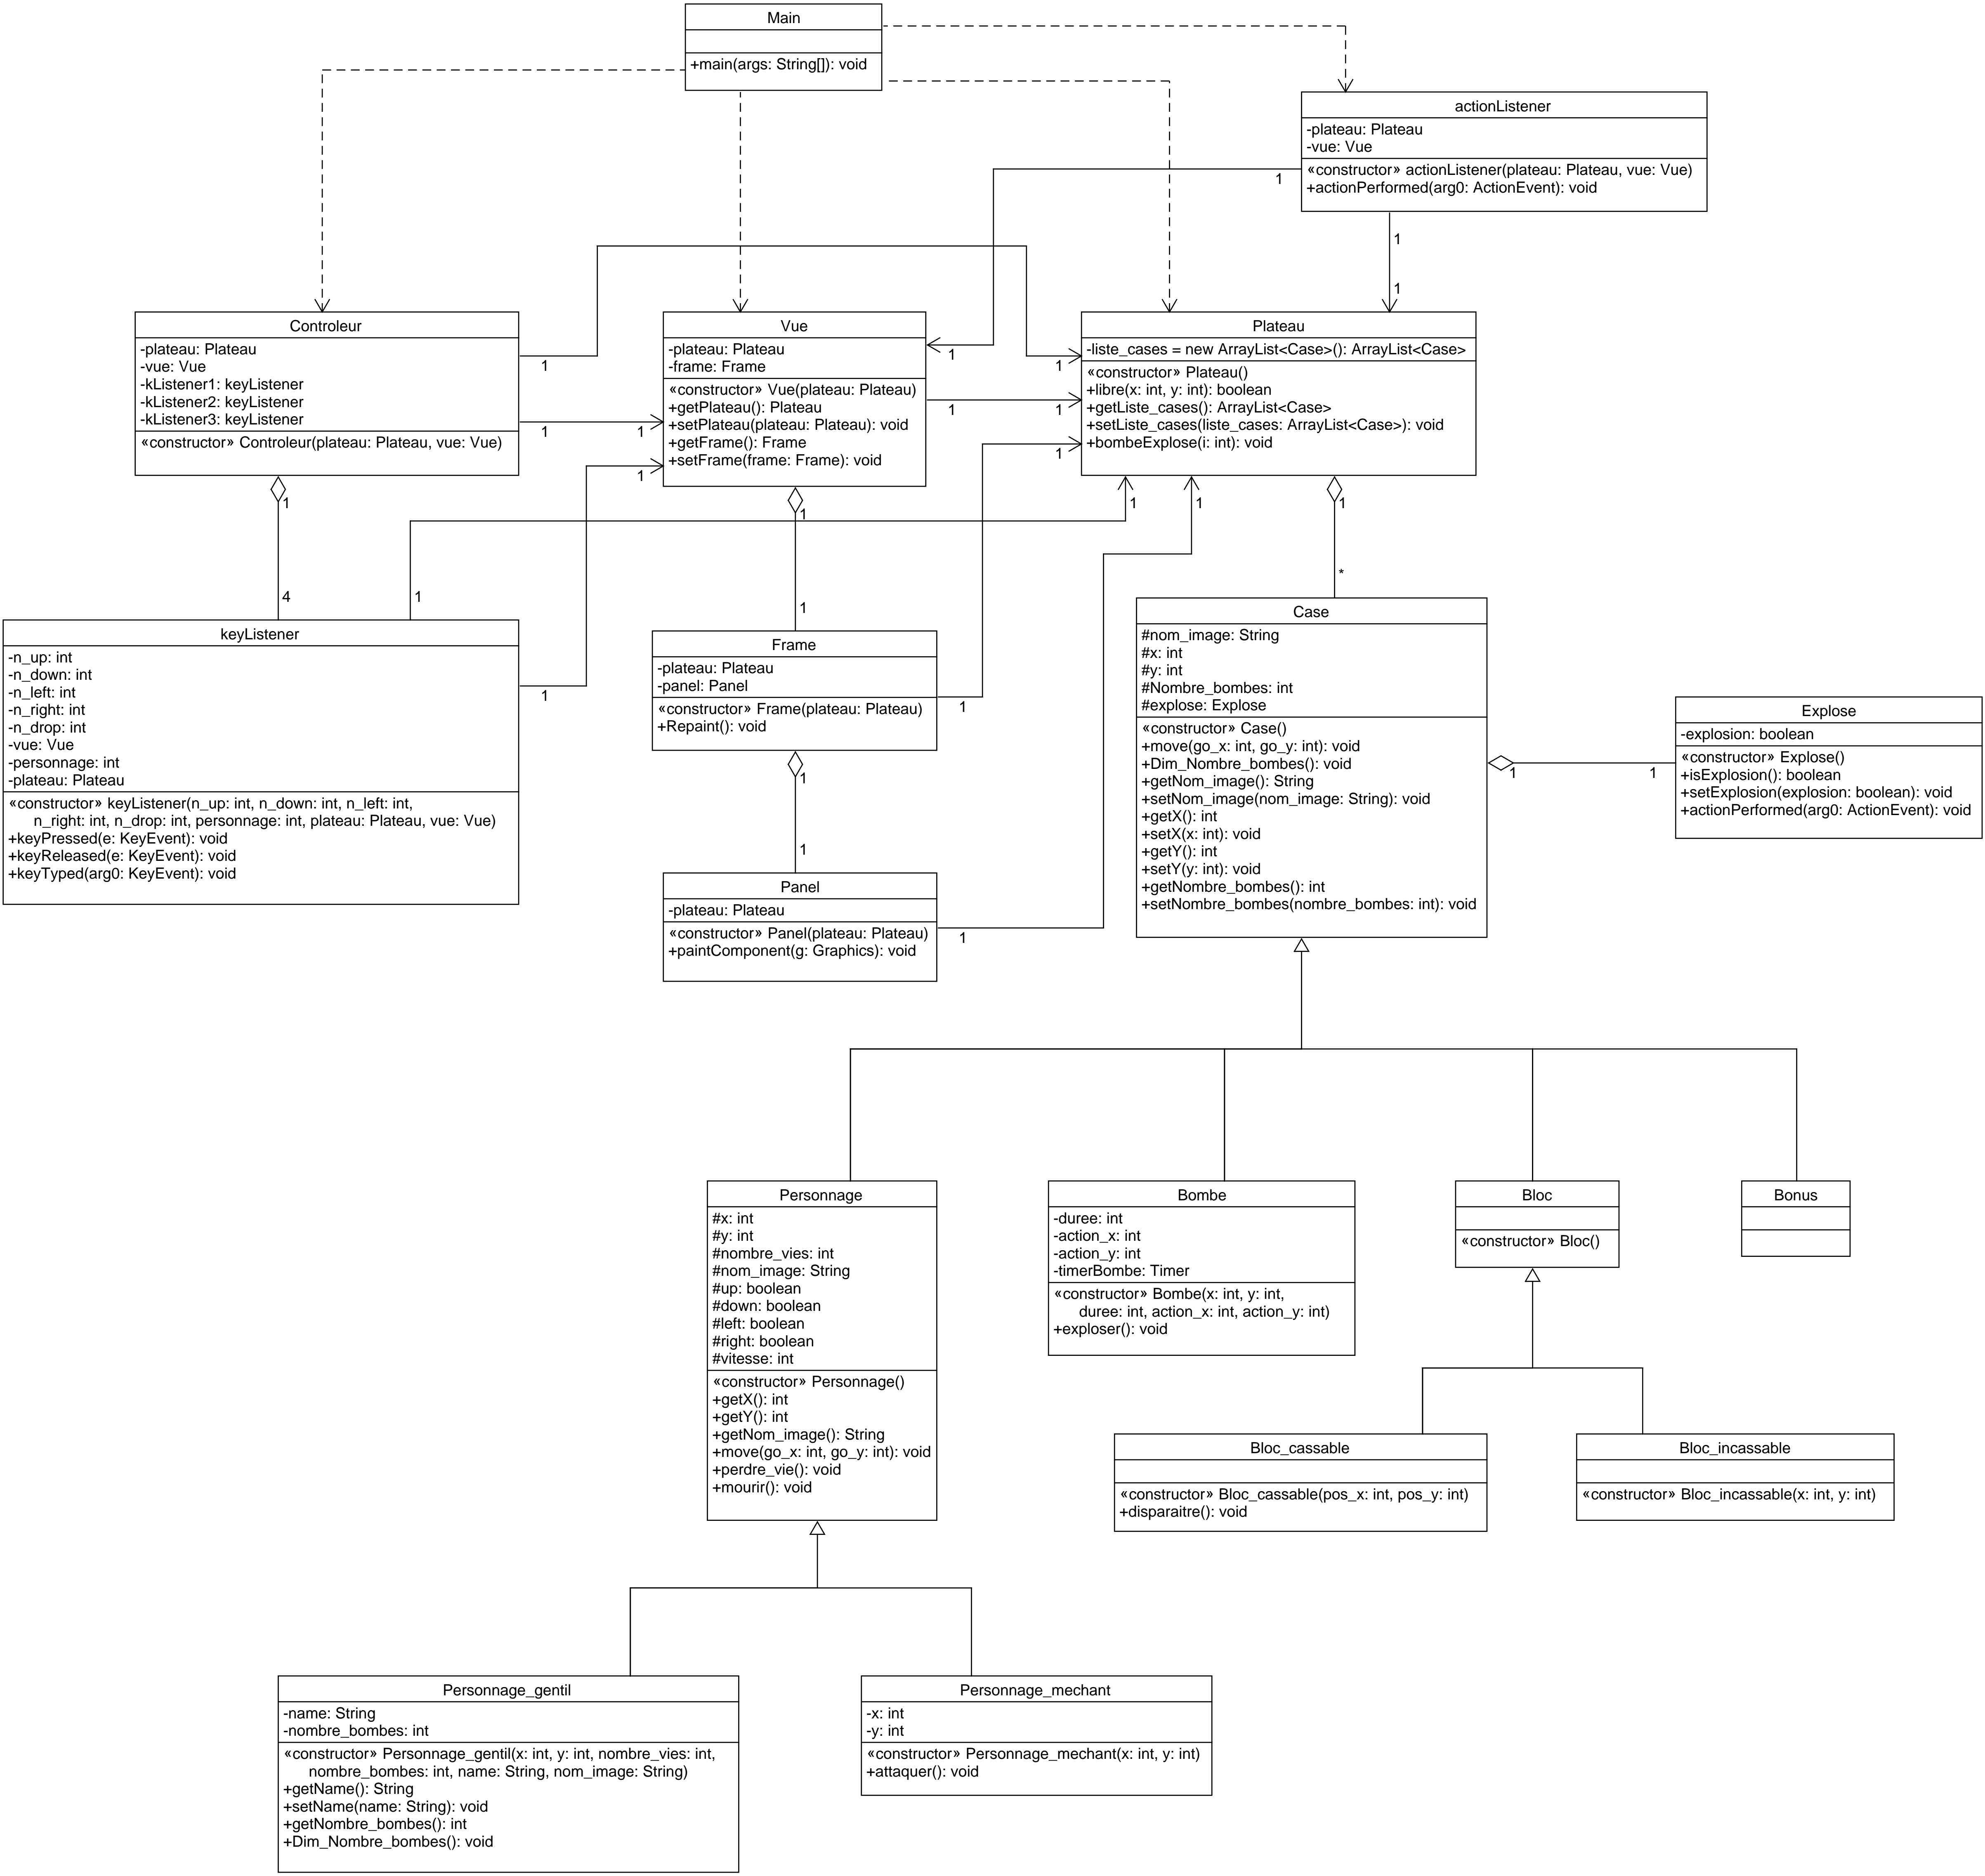 Main
+main(args: String[]): void
actionListener
-plateau: Plateau
-vue: Vue
«constructor» actionListener(plateau: Plateau, vue: Vue)
+actionPerformed(arg0: ActionEvent): void
1
1
1
Controleur
-plateau: Plateau
-vue: Vue
-kListener1: keyListener
-kListener2: keyListener
-kListener3: keyListener
«constructor» Controleur(plateau: Plateau, vue: Vue)
1
1
1
4
Vue
-plateau: Plateau
-frame: Frame
«constructor» Vue(plateau: Plateau)
+getPlateau(): Plateau
+setPlateau(plateau: Plateau): void
+getFrame(): Frame
+setFrame(frame: Frame): void
1
1
1
1
1
1
Plateau
-liste_cases = new ArrayList<Case>(): ArrayList<Case>
«constructor» Plateau()
+libre(x: int, y: int): boolean
+getListe_cases(): ArrayList<Case>
+setListe_cases(liste_cases: ArrayList<Case>): void
+bombeExplose(i: int): void
1
1
1
1
1
1
*
keyListener
-n_up: int
-n_down: int
-n_left: int
-n_right: int
-n_drop: int
-vue: Vue
-personnage: int
-plateau: Plateau
«constructor» keyListener(n_up: int, n_down: int, n_left: int,
n_right: int, n_drop: int, personnage: int, plateau: Plateau, vue: Vue)
+keyPressed(e: KeyEvent): void
+keyReleased(e: KeyEvent): void
+keyTyped(arg0: KeyEvent): void
1
1
Frame
-plateau: Plateau
-panel: Panel
«constructor» Frame(plateau: Plateau)
+Repaint(): void
1
1
1
Panel
-plateau: Plateau
«constructor» Panel(plateau: Plateau)
+paintComponent(g: Graphics): void
1
Case
#nom_image: String
#x: int
#y: int
#Nombre_bombes: int
#explose: Explose
«constructor» Case()
+move(go_x: int, go_y: int): void
+Dim_Nombre_bombes(): void
+getNom_image(): String
+setNom_image(nom_image: String): void
+getX(): int
+setX(x: int): void
+getY(): int
+setY(y: int): void
+getNombre_bombes(): int
+setNombre_bombes(nombre_bombes: int): void
1
1
Explose
-explosion: boolean
«constructor» Explose()
+isExplosion(): boolean
+setExplosion(explosion: boolean): void
+actionPerformed(arg0: ActionEvent): void
Personnage
#x: int
#y: int
#nombre_vies: int
#nom_image: String
#up: boolean
#down: boolean
#left: boolean
#right: boolean
#vitesse: int
«constructor» Personnage()
+getX(): int
+getY(): int
+getNom_image(): String
+move(go_x: int, go_y: int): void
+perdre_vie(): void
+mourir(): void
Bombe
-duree: int
-action_x: int
-action_y: int
-timerBombe: Timer
«constructor» Bombe(x: int, y: int,
duree: int, action_x: int, action_y: int)
+exploser(): void
Bloc
«constructor» Bloc()
Bonus
Bloc_cassable
«constructor» Bloc_cassable(pos_x: int, pos_y: int)
+disparaitre(): void
Bloc_incassable
«constructor» Bloc_incassable(x: int, y: int)
Personnage_gentil
-name: String
-nombre_bombes: int
«constructor» Personnage_gentil(x: int, y: int, nombre_vies: int,
nombre_bombes: int, name: String, nom_image: String)
+getName(): String
+setName(name: String): void
+getNombre_bombes(): int
+Dim_Nombre_bombes(): void
Personnage_mechant
-x: int
-y: int
«constructor» Personnage_mechant(x: int, y: int)
+attaquer(): void